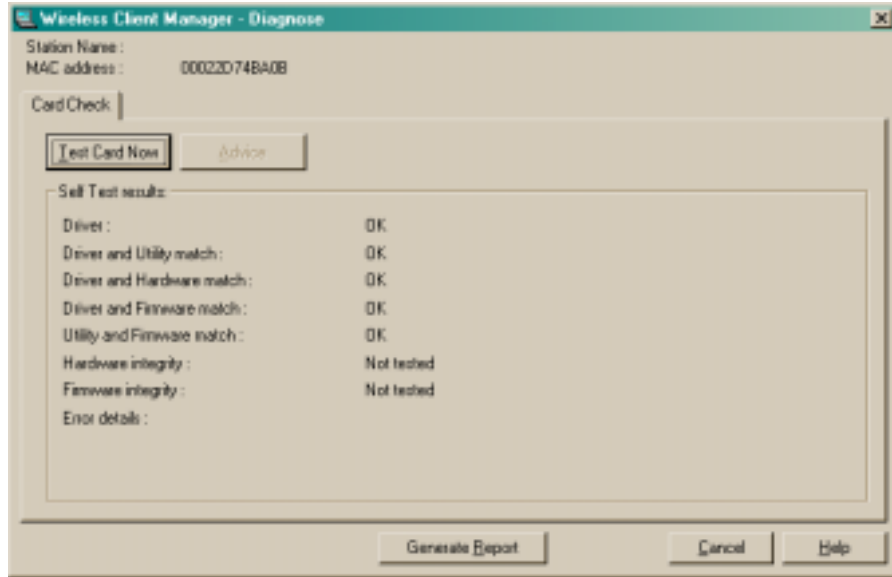 Wireless Client Manager - Diagnose
Station Name :
MAC address : 00022D74BA0B
Card Check
Test Card Now Advice
Self Test results
Driver : OK
Driver and Utility match : OK
Driver and Hardware match : OK
Driver and Firmware match : OK
Utility and Firmware match : OK
Hardware integrity : Not tested
Firmware integrity : Not tested
Error details :
Generate Report Cancel Help